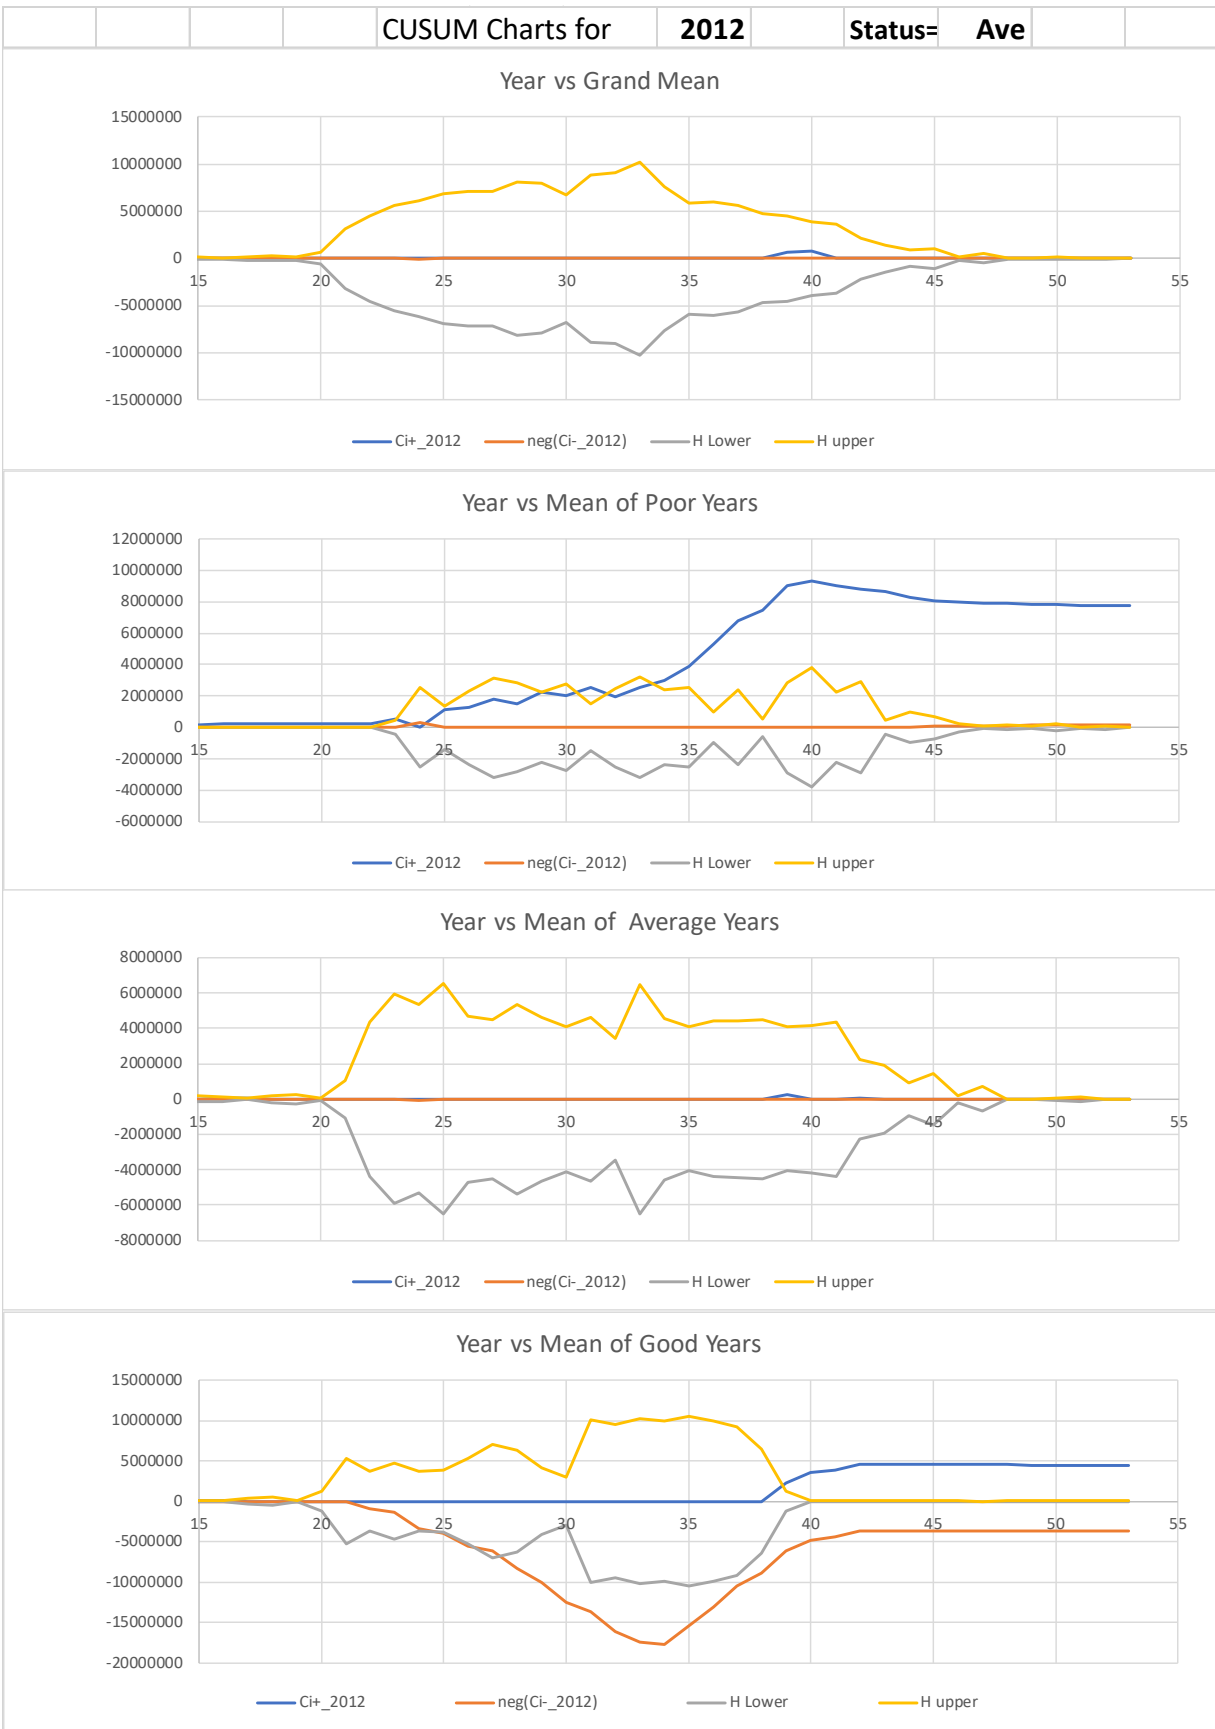 CUSUM Charts for 2012 Status= Ave
Year vs Grand Mean
15000000
10000000
5000000
0
-5000000
-10000000
-15000000
15 20 25 30 35 40 45 50 55
Ci+_2012 neg(Ci-_2012) H Lower H upper
Year vs Mean of Poor Years
12000000
10000000
8000000
6000000
4000000
2000000
0
-2000000
-4000000
-6000000
15 20 25 30 35 40 45 50 55
Ci+_2012 neg(Ci-_2012) H Lower H upper
Year vs Mean of Average Years
8000000
6000000
4000000
2000000
0
-2000000
-4000000
-6000000
-8000000
15 20 25 30 35 40 45 50 55
Ci+_2012 neg(Ci-_2012) H Lower H upper
Year vs Mean of Good Years
15000000
10000000
5000000
0
-5000000
-10000000
-15000000
-20000000
15 20 25 30 35 40 45 50 55
Ci+_2012 neg(Ci-_2012) H Lower H upper